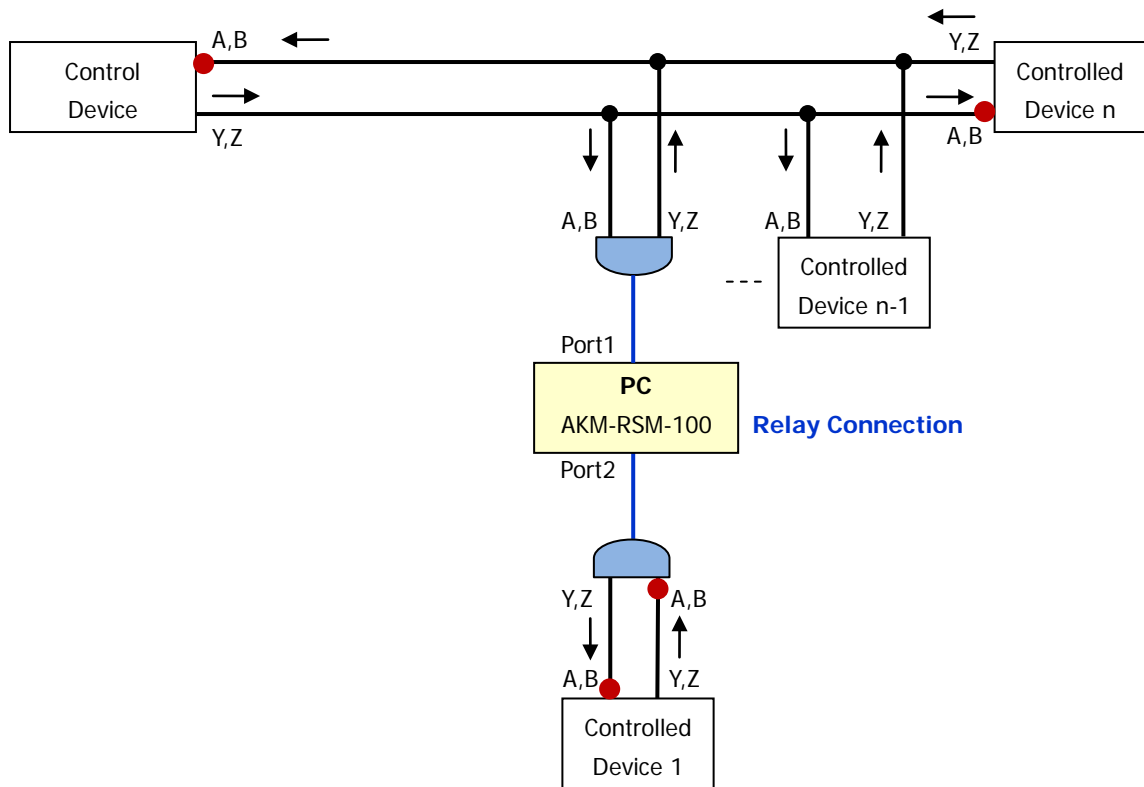 A,B
Y,Z
Control
Device
Controlled
Device n
Y,Z
A,B
A,B
Y,Z
A,B
Y,Z
Controlled
Device n-1
Port1
PC
AKM-RSM-100
Relay Connection
Port2
Y,Z
A,B
A,B
Y,Z
Controlled
Device 1